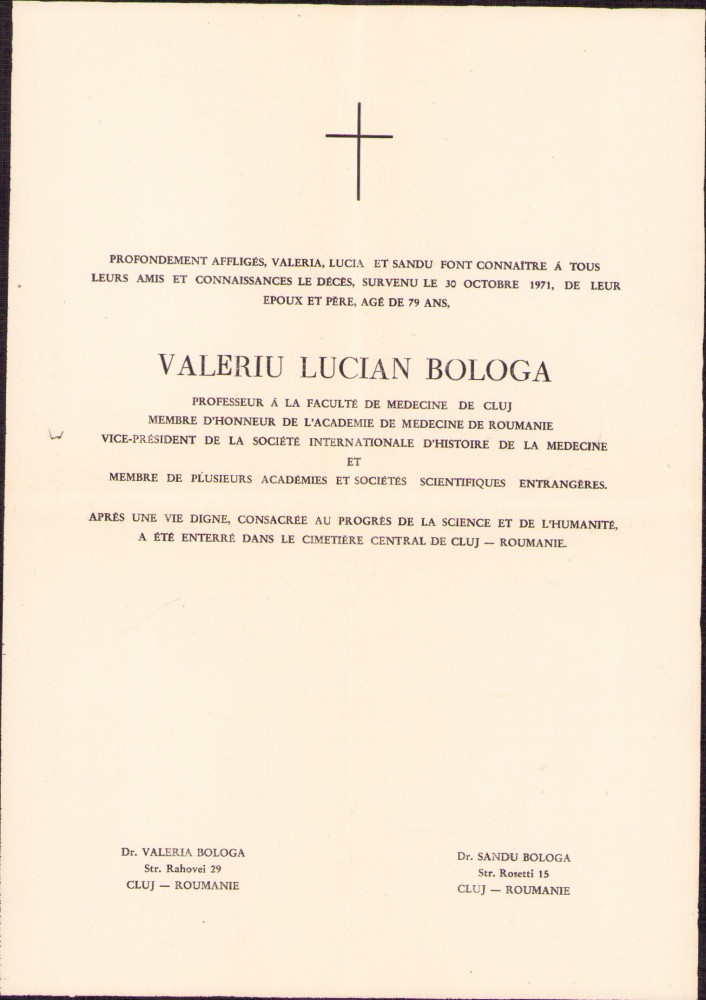 PROFONDEMENT AFFLIGÉS, VALERIA, LUCIA ET SANDU FONT CONNAÎTRE Á TOUS
LEURS AMIS ET CONNAISSANCES LE DÉCÈS, SURVENU LE 30 OCTOBRE 1971, DE LEUR
EPOUX ET PÈRE, AGÉ DE 79 ANS,
VALERIU LUCIAN BOLOGA
PROFESSEUR Á LA FACULTÉ DE MEDECINE DE CLUJ
MEMBRE D'HONNEUR DE L'ACADEMIE DE MEDECINE DE ROUMANIE
VICE-PRÉSIDENT DE LA SOCIÉTÉ INTERNATIONALE D'HISTOIRE DE LA MEDECINE
ET
MEMBRE DE PLUSIEURS ACADÉMIES ET SOCIÉTÉS SCIENTIFIQUES ENTRANGÈRES.
APRÈS UNE VIE DIGNE, CONSACRÉE AU PROGRÈS DE LA SCIENCE ET DE L'HUMANITÉ,
A ÉTÉ ENTERRÉ DANS LE CIMETIÈRE CENTRAL DE CLUJ — ROUMANIE.
Dr. VALERIA BOLOGA
Str. Rahovei 29
CLUJ — ROUMANIE
Dr. SANDU BOLOGA
Str. Rosetti 15
CLUJ — ROUMANIE